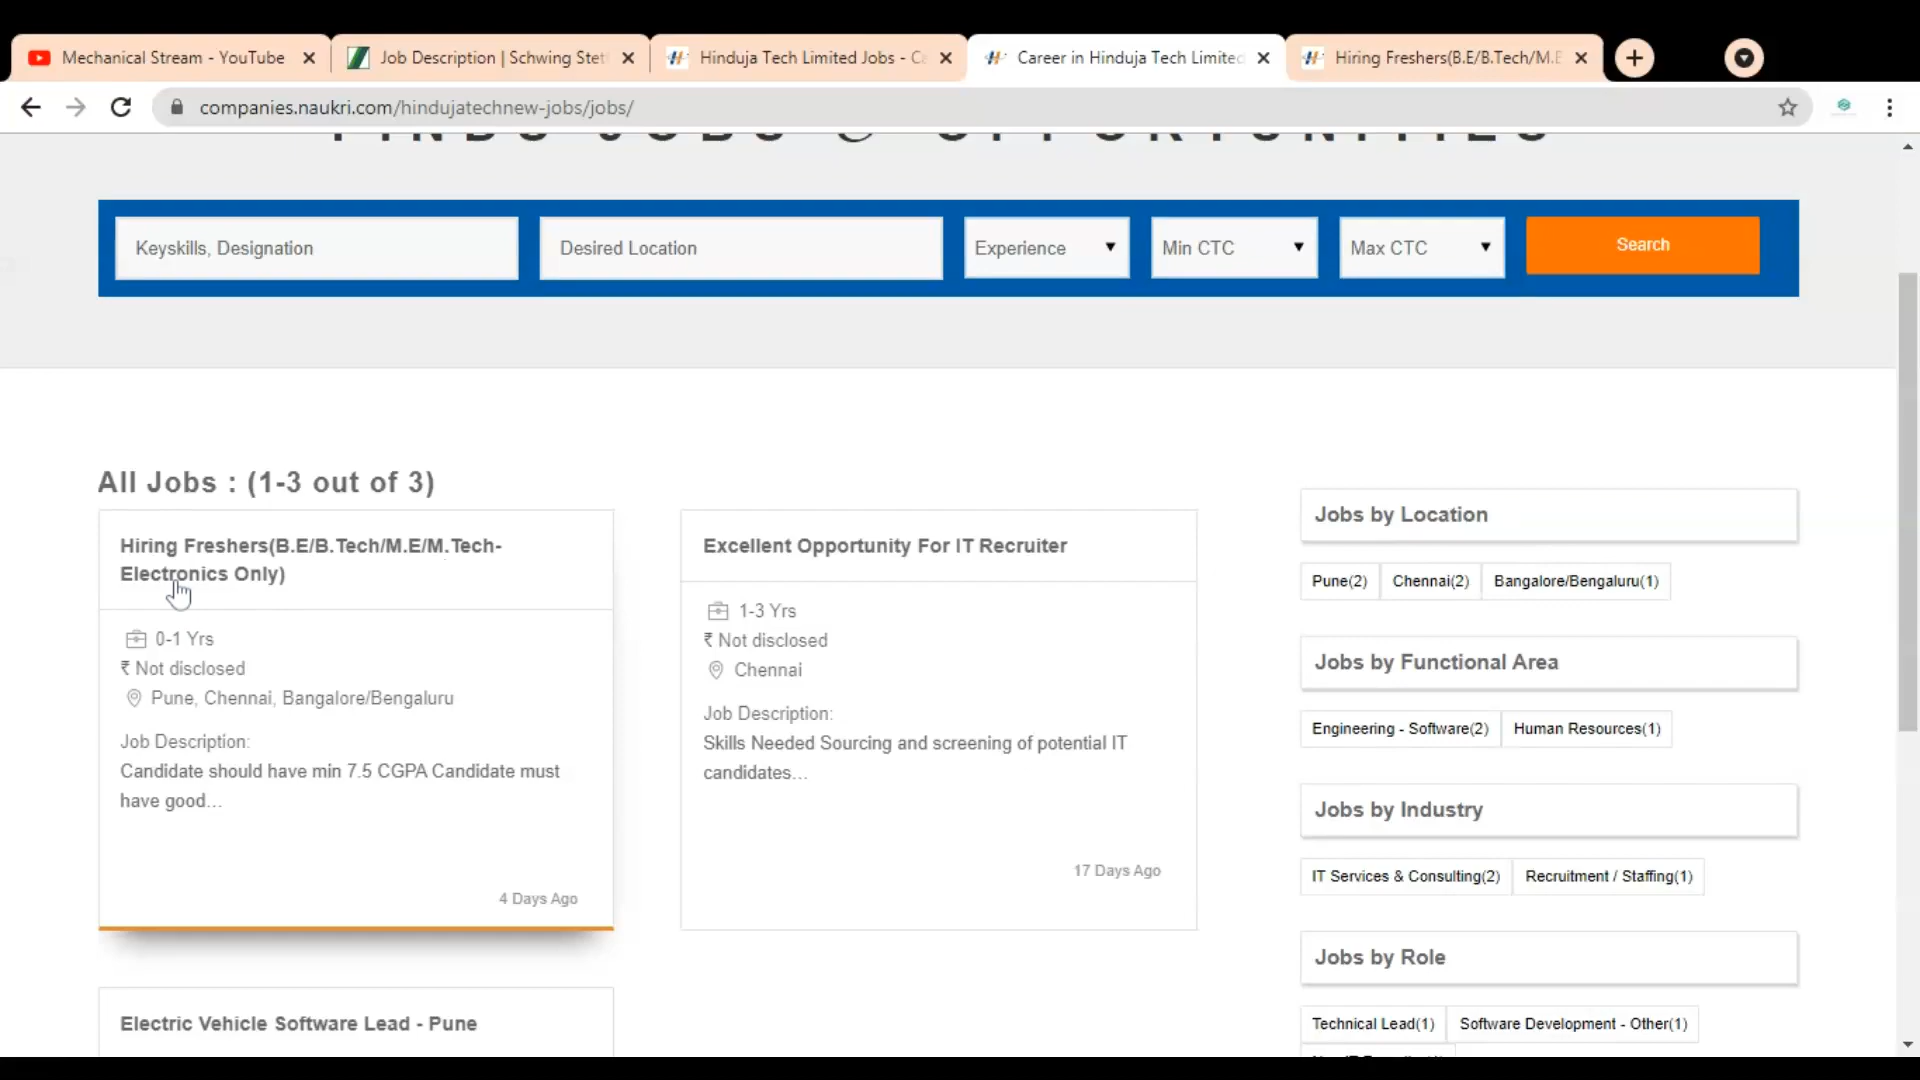 Mechanical Stream - YouTube
Job Description | Schwing Stet
Hinduja Tech Limited Jobs - Ca
Career in Hinduja Tech Limited
Hiring Freshers(B.E/B.Tech/M.E
companies.naukri.com/hindujatechnew-jobs/jobs/
FIND JOBS & OPPORTUNITIES
Keyskills, Designation
Desired Location
Experience
Min CTC
Max CTC
Search
All Jobs : (1-3 out of 3)
Hiring Freshers(B.E/B.Tech/M.E/M.Tech-
Electronics Only)
0-1 Yrs
₹ Not disclosed
Pune, Chennai, Bangalore/Bengaluru
Job Description:
Candidate should have min 7.5 CGPA Candidate must
have good...
4 Days Ago
Excellent Opportunity For IT Recruiter
1-3 Yrs
₹ Not disclosed
Chennai
Job Description:
Skills Needed Sourcing and screening of potential IT
candidates...
17 Days Ago
Electric Vehicle Software Lead - Pune
Jobs by Location
Pune(2) Chennai(2) Bangalore/Bengaluru(1)
Jobs by Functional Area
Engineering - Software(2) Human Resources(1)
Jobs by Industry
IT Services & Consulting(2) Recruitment / Staffing(1)
Jobs by Role
Technical Lead(1) Software Development - Other(1)